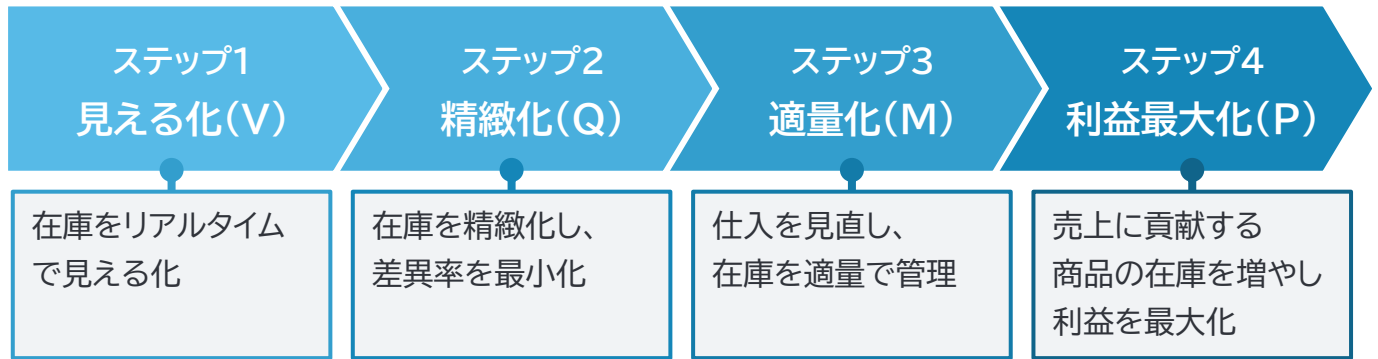 ステップ1
見える化(V)
ステップ2
精緻化(Q)
ステップ3
適量化(M)
ステップ4
利益最大化(P)
在庫をリアルタイム
で見える化
在庫を精緻化し、
差異率を最小化
仕入を見直し、
在庫を適量で管理
売上に貢献する
商品の在庫を増やし
利益を最大化